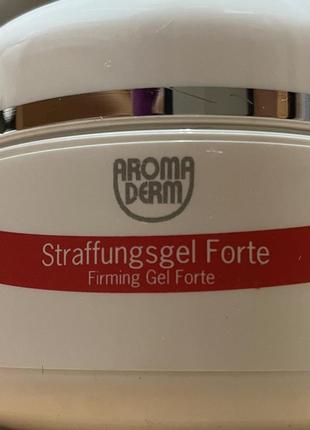 AROMA
DERM
Straffungsgel Forte
Firming Gel Forte